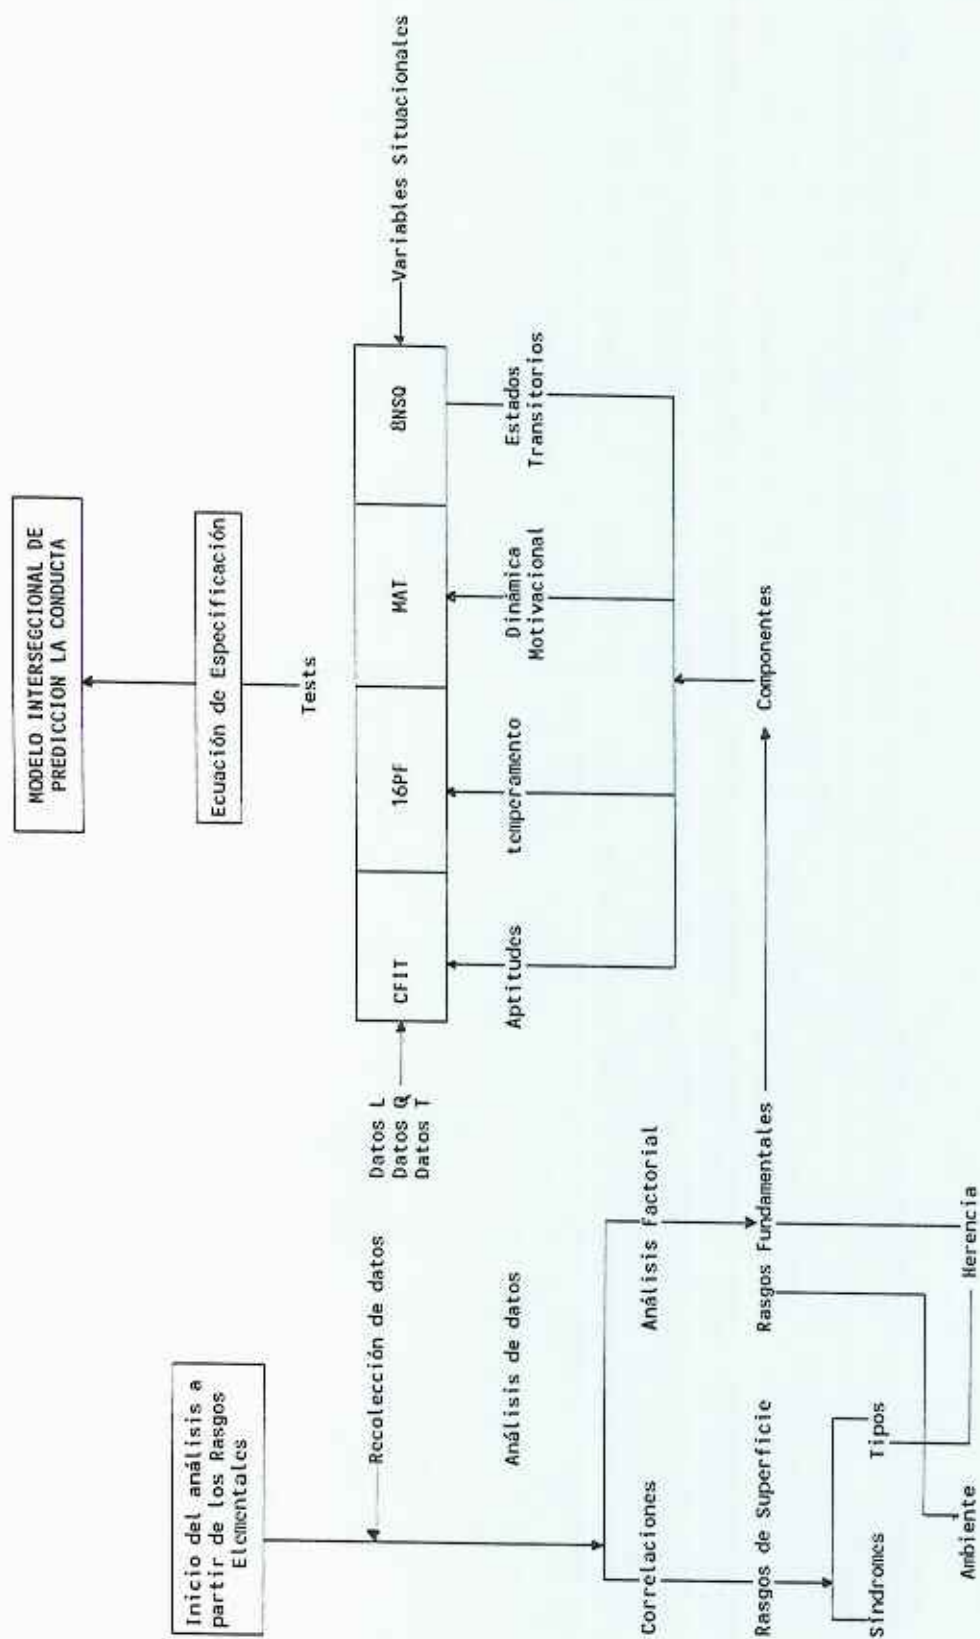 MODELO INTERSEGCIONAL DE
PREDICCION LA CONDUCTA
Ecuación de Especificación
Tests
Inicio del análisis a
partir de los Rasgos
Elementales
Recolección de datos
Datos L
Datos Q
Datos T
CFIT
16PF
MAT
8NSQ
Variables Situacionales
Análisis de datos
Aptitudes
temperamento
Dinámica
Motivacional
Estados
Transitorios
Correlaciones
Análisis Factorial
Rasgos de Superficie
Rasgos Fundamentales
Componentes
Síndromes
Tipos
Ambiente
Herencia